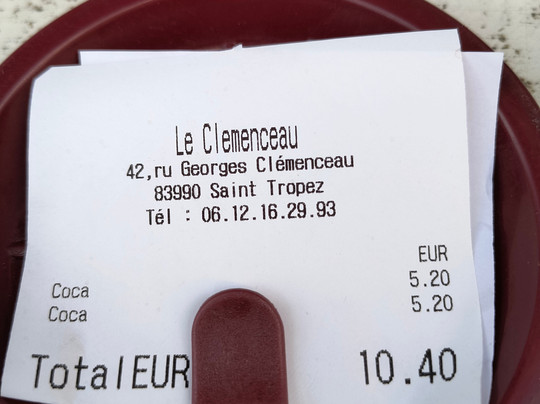 Le Clemenceau
42,ru Georges Clémenceau
83990 Saint Tropez
Tél : 06.12.16.29.93
EUR
Coca 5.20
Coca 5.20
TotalEUR 10.40